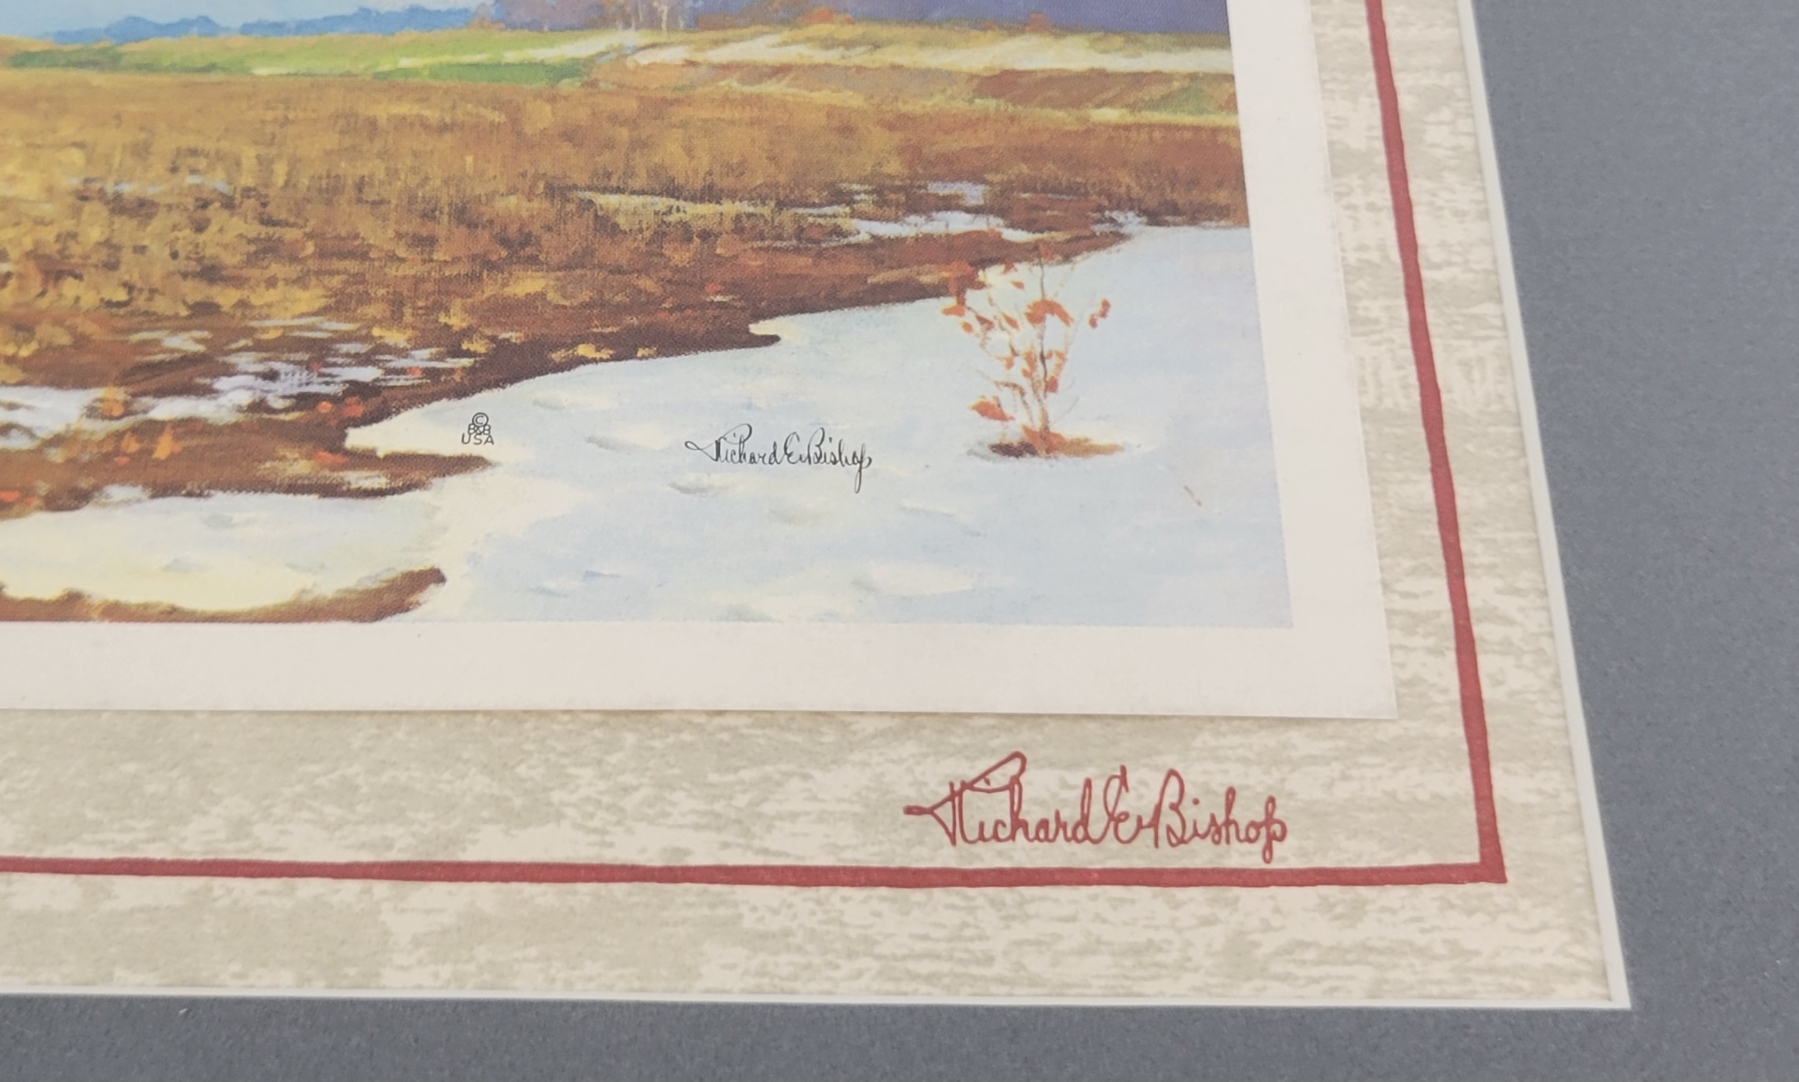 ©
B&B
USA
Richard E. Bishop
Richard E. Bishop